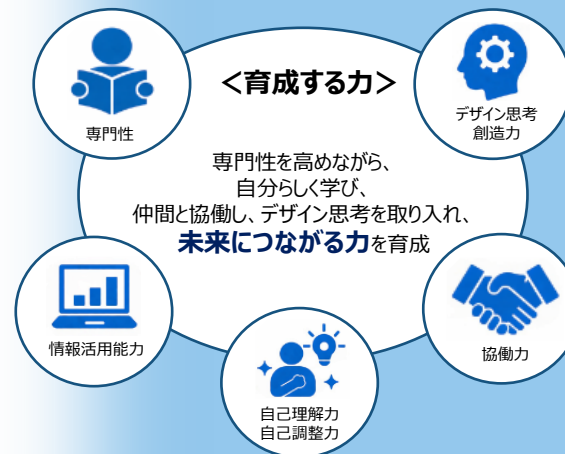 ＜育成する力＞
専門性
デザイン思考
創造力
専門性を高めながら、
自分らしく学び、
仲間と協働し、デザイン思考を取り入れ、
未来につながる力を育成
情報活用能力
協働力
自己理解力
自己調整力